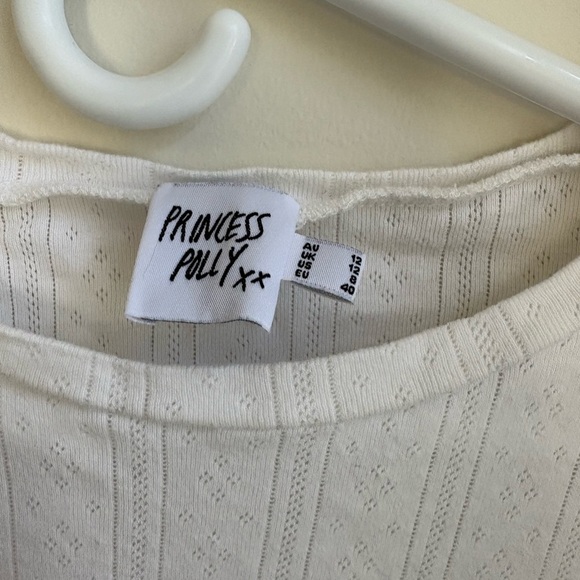 PRINCESS
POLLY xx
AU 12
UK 12
US 8
EU 40